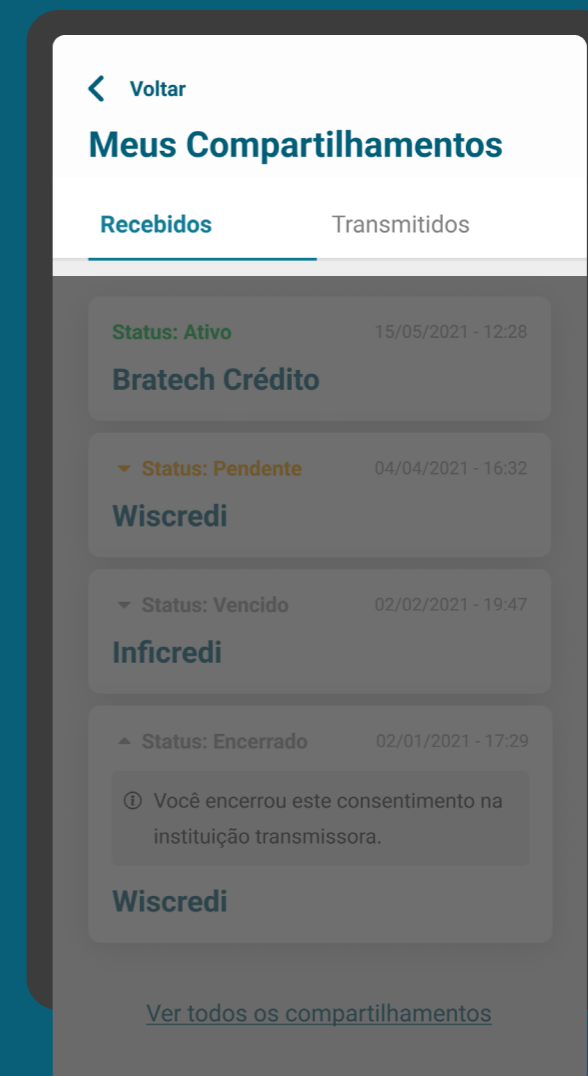 Voltar
Meus Compartilhamentos
Recebidos Transmitidos
Status: Ativo 15/05/2021 - 12:28
Bratech Crédito
Status: Pendente 04/04/2021 - 16:32
Wiscredi
Status: Vencido 02/02/2021 - 19:47
Inficredi
Status: Encerrado 02/01/2021 - 17:29
Você encerrou este consentimento na
instituição transmissora.
Wiscredi
Ver todos os compartilhamentos